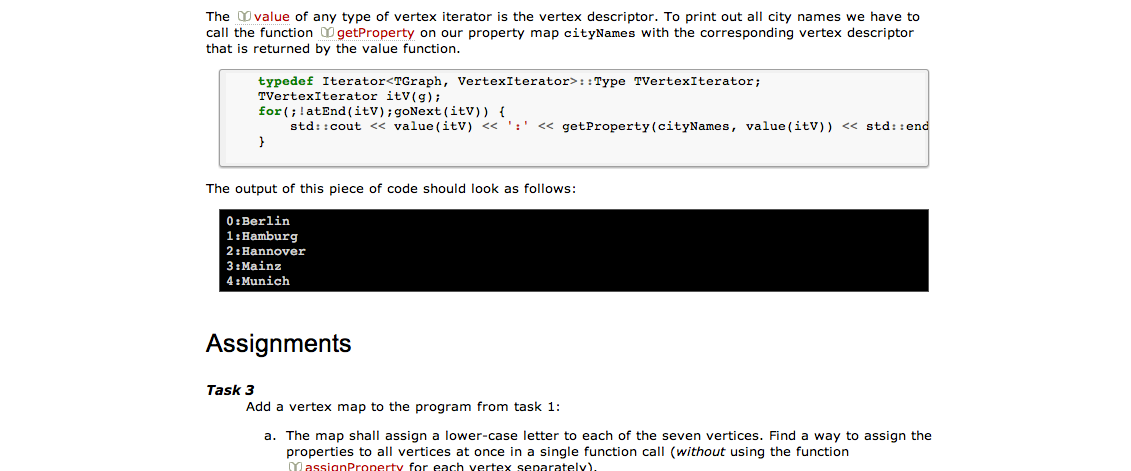 The value of any type of vertex iterator is the vertex descriptor. To print out all city names we have to
call the function getProperty on our property map cityNames with the corresponding vertex descriptor
that is returned by the value function.
typedef Iterator<TGraph, VertexIterator>::Type TVertexIterator;
TVertexIterator itV(g);
for(;!atEnd(itV);goNext(itV)) {
std::cout << value(itV) << ':' << getProperty(cityNames, value(itV)) << std::end
}
The output of this piece of code should look as follows:
0:Berlin
1:Hamburg
2:Hannover
3:Mainz
4:Munich
Assignments
Task 3
Add a vertex map to the program from task 1:
a. The map shall assign a lower-case letter to each of the seven vertices. Find a way to assign the
properties to all vertices at once in a single function call (without using the function
assignProperty for each vertex separately).